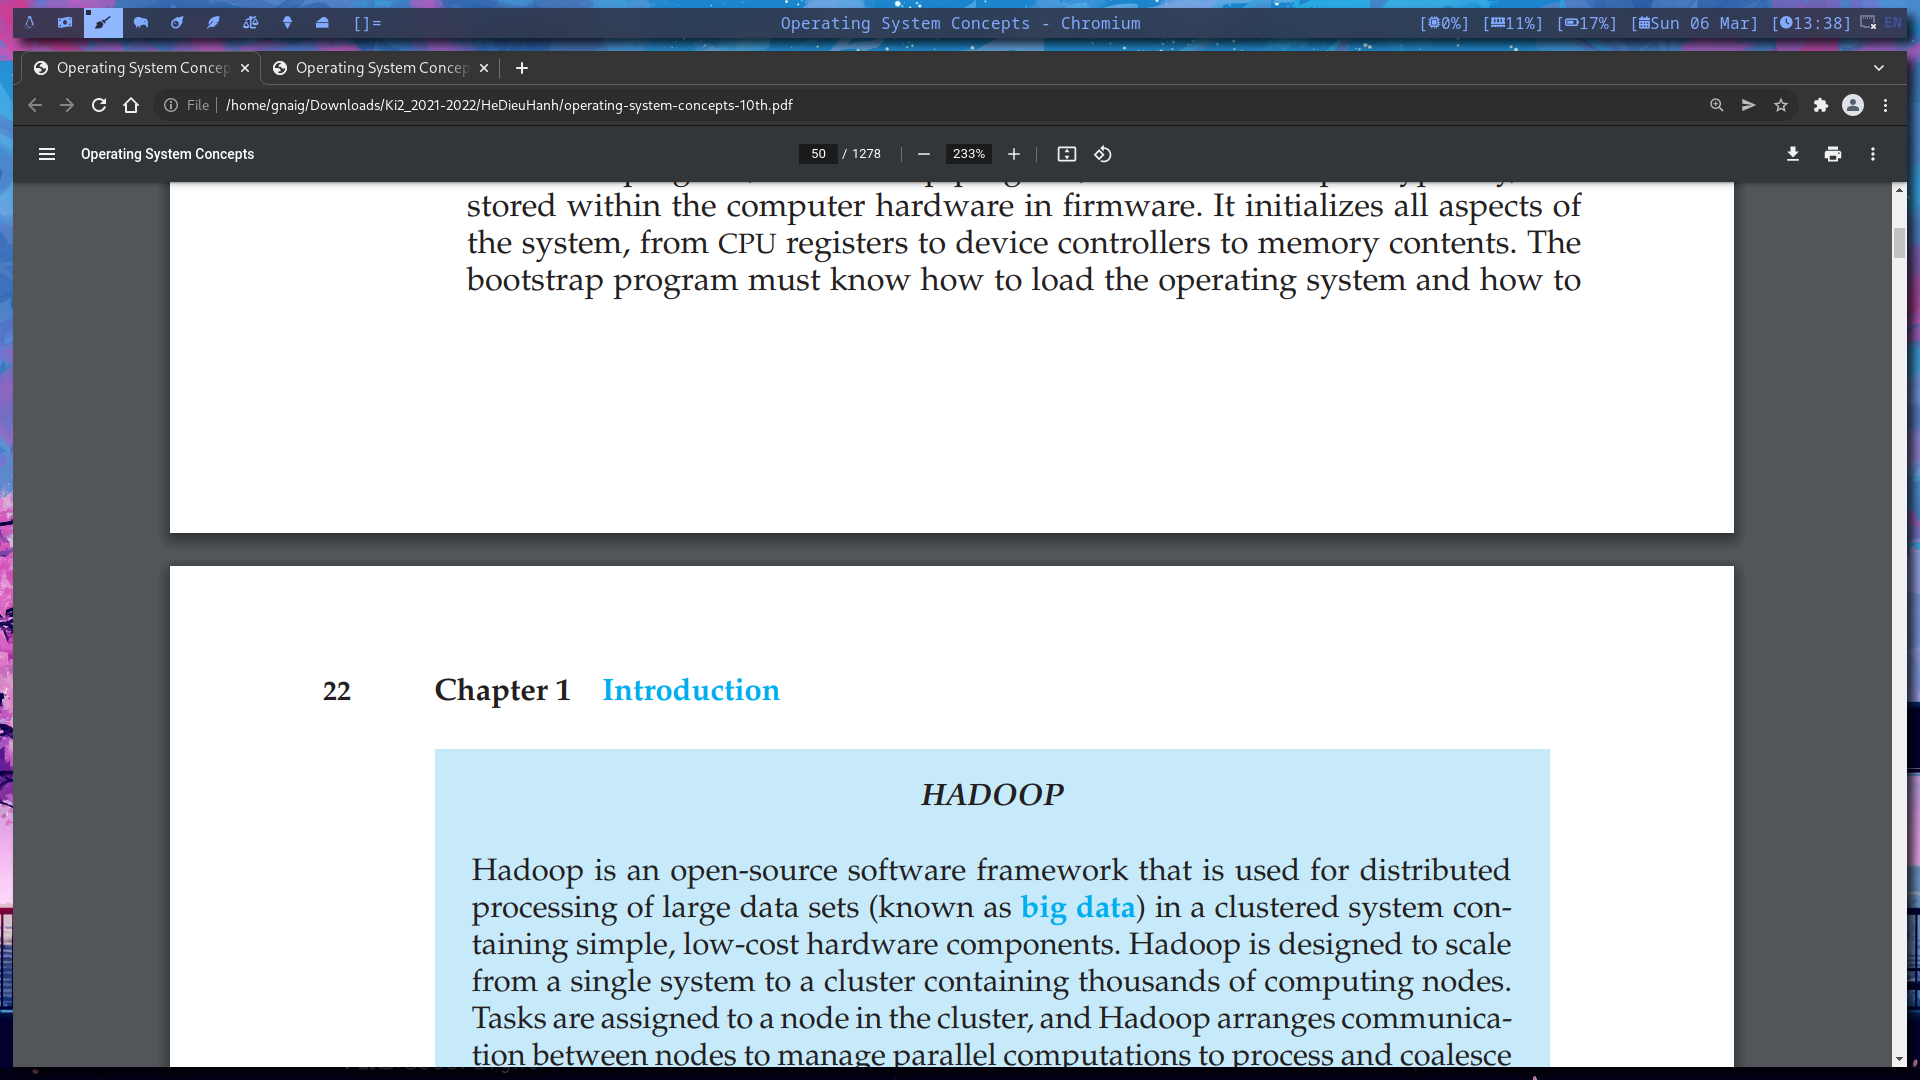 []=
Operating System Concepts - Chromium
[0%] [11%] [17%] [Sun 06 Mar] [13:38] EN
Operating System Concep
Operating System Concep
File
/home/gnaig/Downloads/Ki2_2021-2022/HeDieuHanh/operating-system-concepts-10th.pdf
Operating System Concepts
50 / 1278
233%
stored within the computer hardware in firmware. It initializes all aspects of
the system, from CPU registers to device controllers to memory contents. The
bootstrap program must know how to load the operating system and how to
22 Chapter 1 Introduction
HADOOP
Hadoop is an open-source software framework that is used for distributed
processing of large data sets (known as big data) in a clustered system con-
taining simple, low-cost hardware components. Hadoop is designed to scale
from a single system to a cluster containing thousands of computing nodes.
Tasks are assigned to a node in the cluster, and Hadoop arranges communica-
tion between nodes to manage parallel computations to process and coalesce